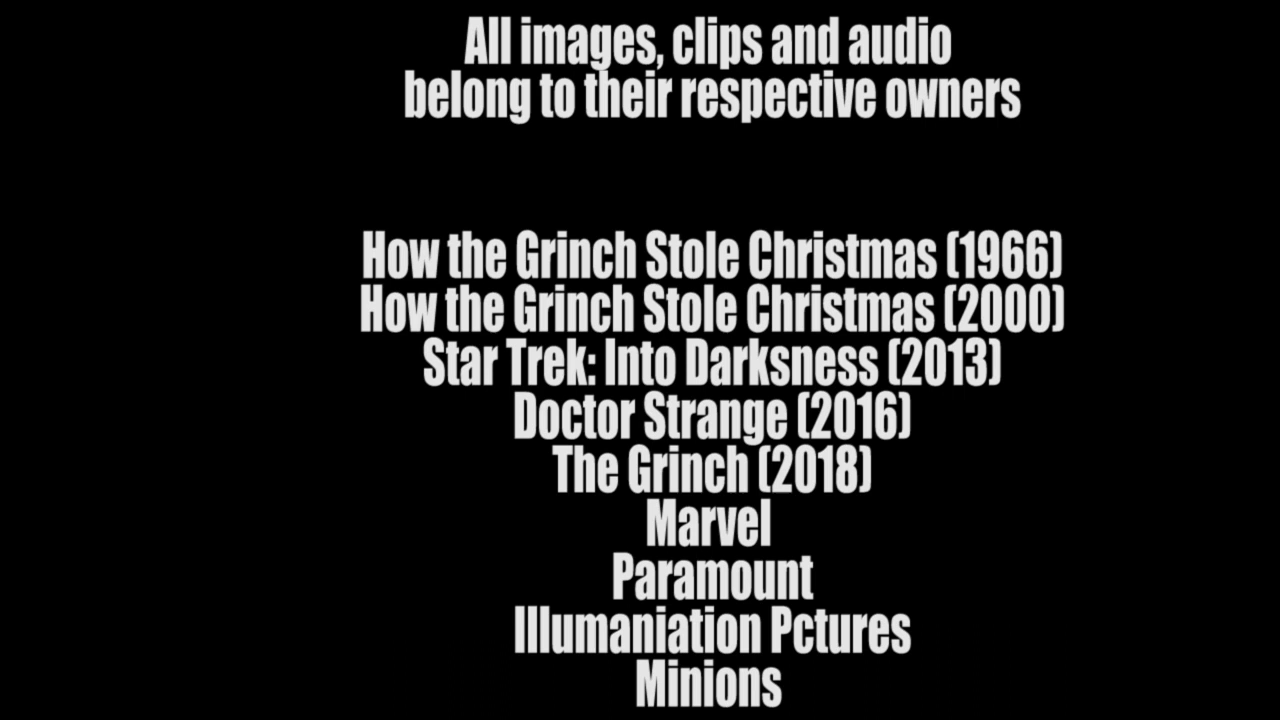 All images, clips and audio
belong to their respective owners
How the Grinch Stole Christmas (1966)
How the Grinch Stole Christmas (2000)
Star Trek: Into Darksness (2013)
Doctor Strange (2016)
The Grinch (2018)
Marvel
Paramount
Illumaniation Pctures
Minions